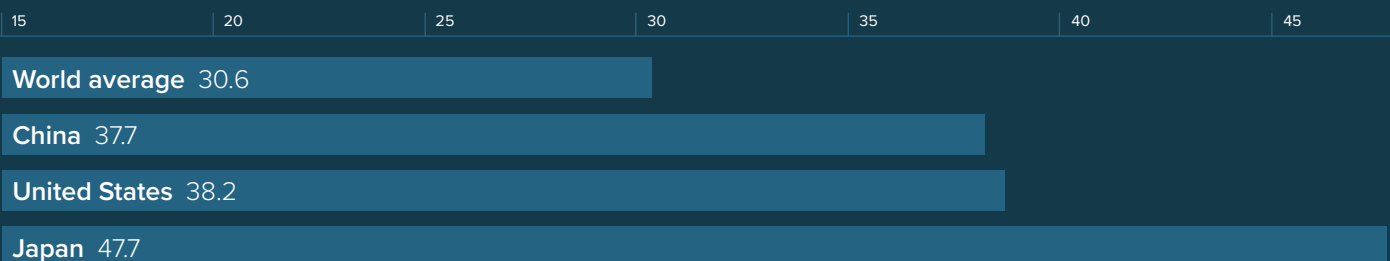 15 20 25 30 35 40 45
World average 30.6
China 37.7
United States 38.2
Japan 47.7